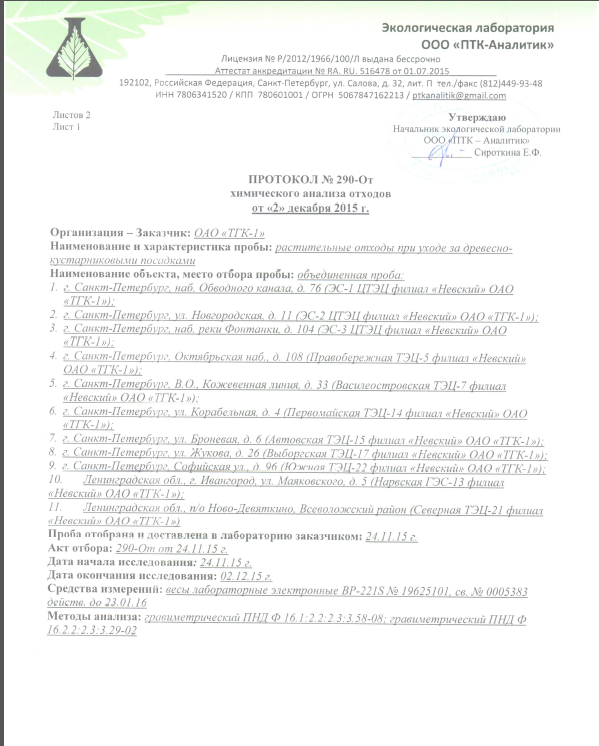 Экологическая лаборатория
ООО «ПТК-Аналитик»
Лицензия № Р/2012/1966/100/Л выдана бессрочно
Аттестат аккредитации № RA. RU. 516478 от 01.07.2015
192102, Российская Федерация, Санкт-Петербург, ул. Салова, д. 32, лит. П  тел./факс (812)449-93-48
ИНН 7806341520 / КПП  780601001 / ОГРН  5067847162213 / ptkanalitik@gmail.com
Листов 2
Лист 1
Утверждаю
Начальник экологической лаборатории
ООО «ПТК – Аналитик»
Сироткина Е.Ф.
ПРОТОКОЛ № 290-От
химического анализа отходов
от «2» декабря 2015 г.
Организация – Заказчик: ОАО «ТГК-1»
Наименование и характеристика пробы: растительные отходы при уходе за древесно-
кустарниковыми посадками
Наименование объекта, место отбора пробы: объединенная проба:
1. г. Санкт-Петербург, наб. Обводного канала, д. 76 (ЭС-1 ЦТЭЦ филиал «Невский» ОАО
«ТГК-1»);
2. г. Санкт-Петербург, ул. Новгородская, д. 11 (ЭС-2 ЦТЭЦ филиал «Невский» ОАО «ТГК-1»);
3. г. Санкт-Петербург, наб. реки Фонтанки, д. 104 (ЭС-3 ЦТЭЦ филиал «Невский» ОАО
«ТГК-1»);
4. г. Санкт-Петербург, Октябрьская наб., д. 108 (Правобережная ТЭЦ-5 филиал «Невский»
ОАО «ТГК-1»);
5. г. Санкт-Петербург, В.О., Кожевенная линия, д. 33 (Василеостровская ТЭЦ-7 филиал
«Невский» ОАО «ТГК-1»);
6. г. Санкт-Петербург, ул. Корабельная, д. 4 (Первомайская ТЭЦ-14 филиал «Невский» ОАО
«ТГК-1»);
7. г. Санкт-Петербург, ул. Броневая, д. 6 (Автовская ТЭЦ-15 филиал «Невский» ОАО «ТГК-1»);
8. г. Санкт-Петербург, ул. Жукова, д. 26 (Выборгская ТЭЦ-17 филиал «Невский» ОАО «ТГК-1»);
9. г. Санкт-Петербург, Софийская ул., д. 96 (Южная ТЭЦ-22 филиал «Невский» ОАО «ТГК-1»);
10. Ленинградская обл., г. Ивангород, ул. Маяковского, д. 5 (Нарвская ГЭС-13 филиал
«Невский» ОАО «ТГК-1»);
11. Ленинградская обл., п/о Ново-Девяткино, Всеволожский район (Северная ТЭЦ-21 филиал
«Невский» ОАО «ТГК-1»)
Проба отобрана и доставлена в лабораторию заказчиком: 24.11.15 г.
Акт отбора: 290-От от 24.11.15 г.
Дата начала исследования: 24.11.15 г.
Дата окончания исследования: 02.12.15 г.
Средства измерений: весы лабораторные электронные ВР-221S № 19625101, св. № 0005383
действ. до 23.01.16
Методы анализа: гравиметрический ПНД Ф 16.1:2.2:2.3:3.58-08; гравиметрический ПНД Ф
16.2.2:2.3:3.29-02